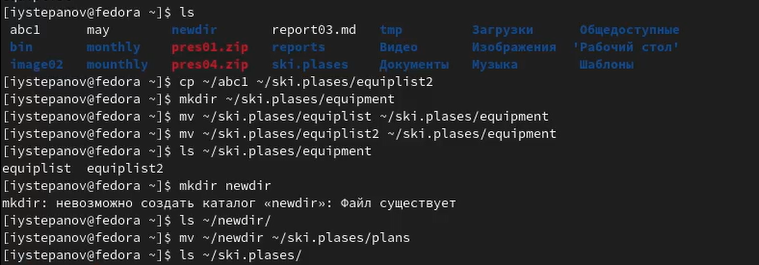 [iystepanov@fedora ~]$ ls
abc1 may newdir report03.md tmp Загрузки Общедоступные
bin monthly pres01.zip reports Видео Изображения 'Рабочий стол'
image02 mounthly pres04.zip ski.plases Документы Музыка Шаблоны
[iystepanov@fedora ~]$ cp ~/abc1 ~/ski.plases/equiplist2
[iystepanov@fedora ~]$ mkdir ~/ski.plases/equipment
[iystepanov@fedora ~]$ mv ~/ski.plases/equiplist ~/ski.plases/equipment
[iystepanov@fedora ~]$ mv ~/ski.plases/equiplist2 ~/ski.plases/equipment
[iystepanov@fedora ~]$ ls ~/ski.plases/equipment
equiplist equiplist2
[iystepanov@fedora ~]$ mkdir newdir
mkdir: невозможно создать каталог «newdir»: Файл существует
[iystepanov@fedora ~]$ ls ~/newdir/
[iystepanov@fedora ~]$ mv ~/newdir ~/ski.plases/plans
[iystepanov@fedora ~]$ ls ~/ski.plases/